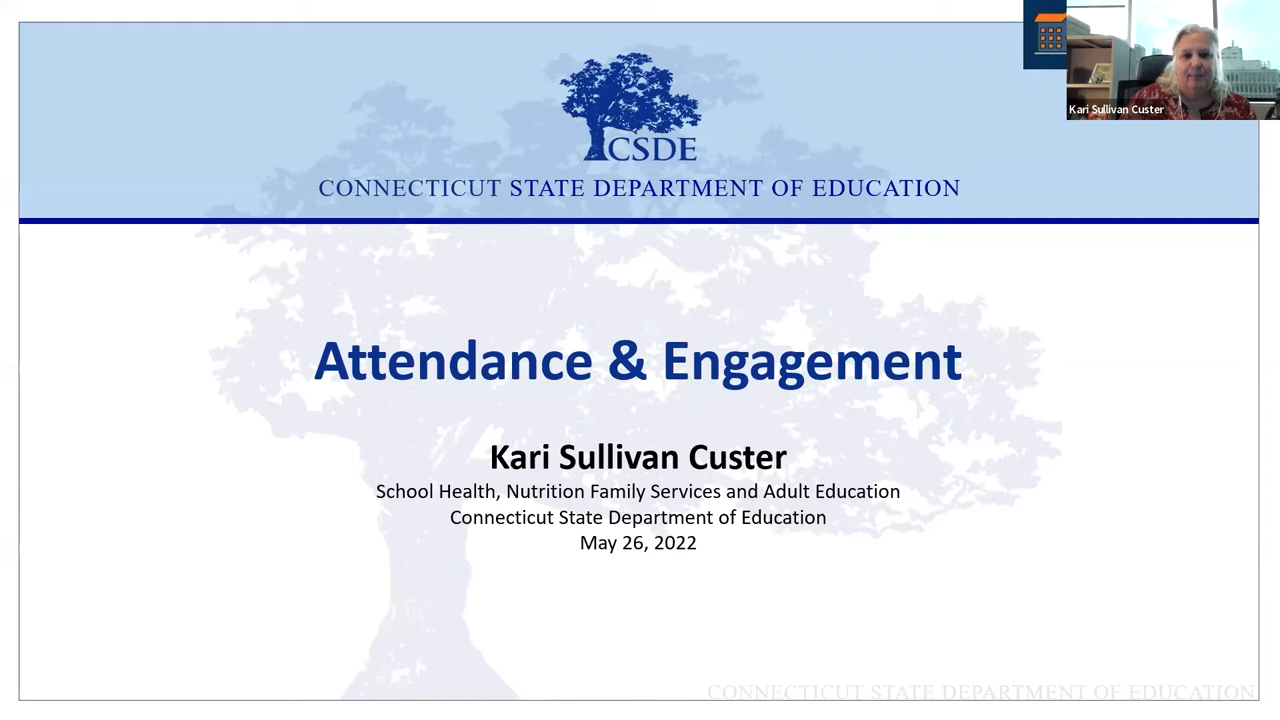 Kari Sullivan Custer
CSDE
CONNECTICUT STATE DEPARTMENT OF EDUCATION
Attendance & Engagement
Kari Sullivan Custer
School Health, Nutrition Family Services and Adult Education
Connecticut State Department of Education
May 26, 2022
CONNECTICUT STATE DEPARTMENT OF EDUCATION